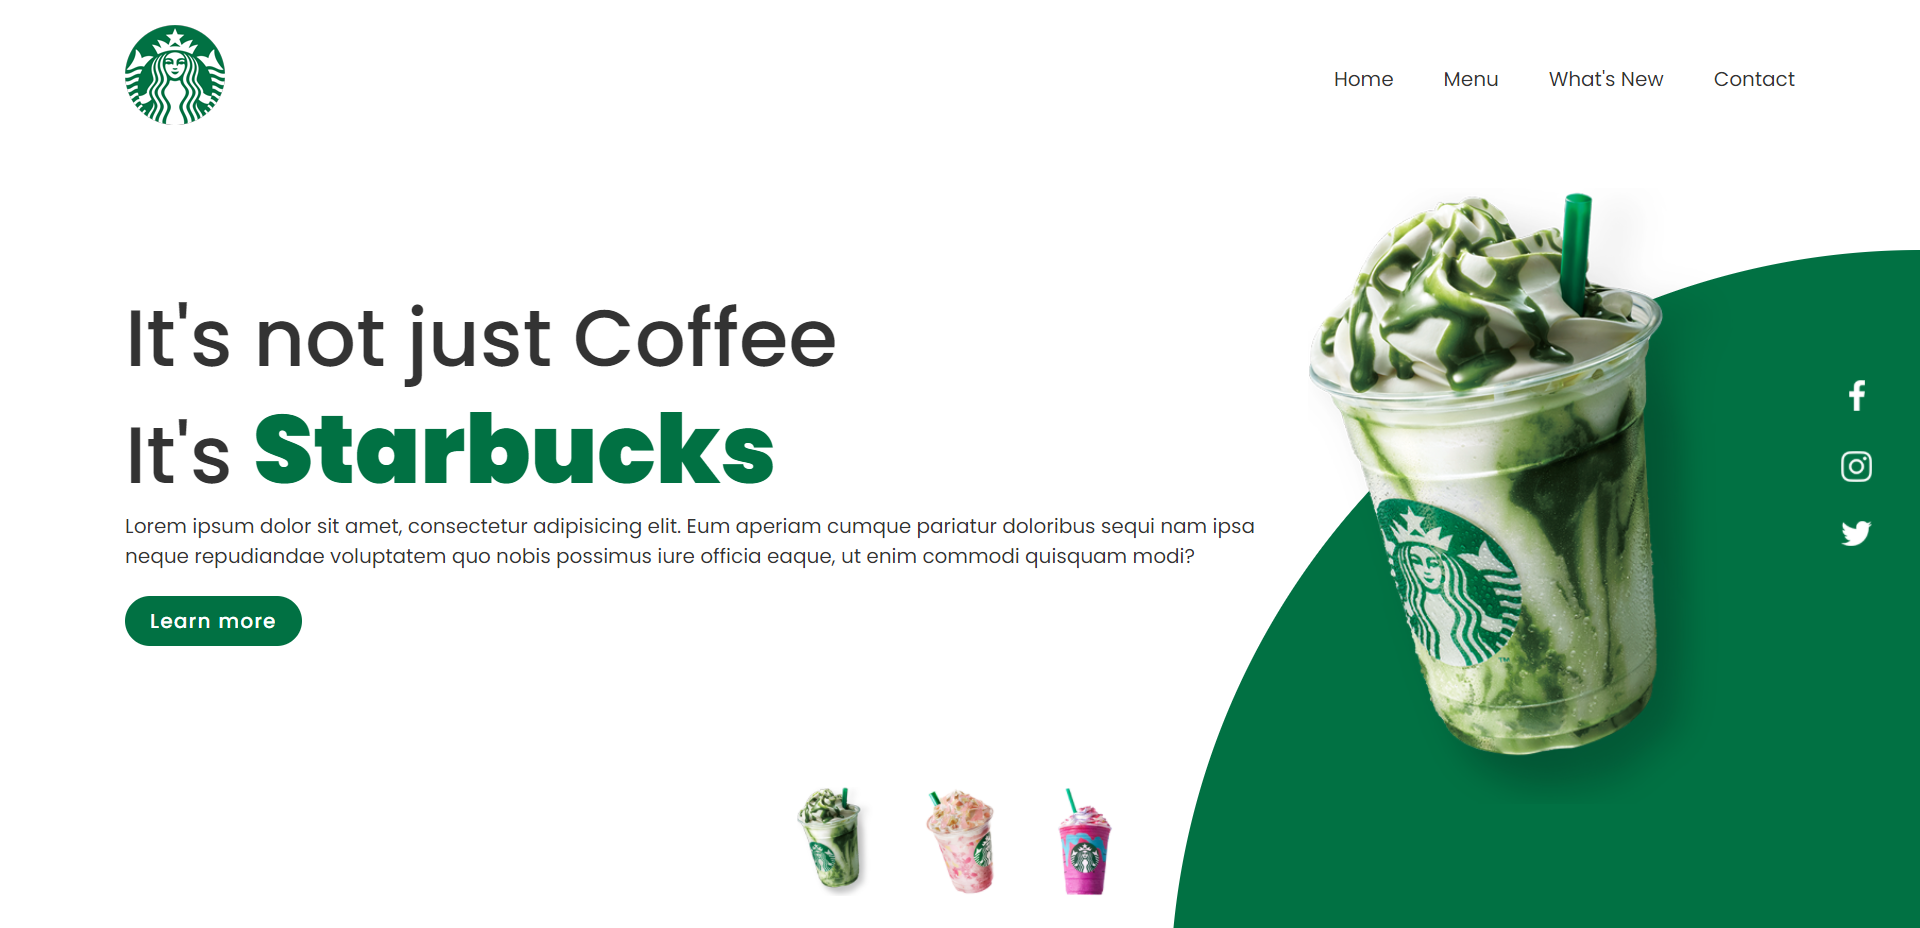 Home Menu What's New Contact
It's not just Coffee
It's Starbucks
Lorem ipsum dolor sit amet, consectetur adipisicing elit. Eum aperiam cumque pariatur doloribus sequi nam ipsa
neque repudiandae voluptatem quo nobis possimus iure officia eaque, ut enim commodi quisquam modi?
Learn more
TM